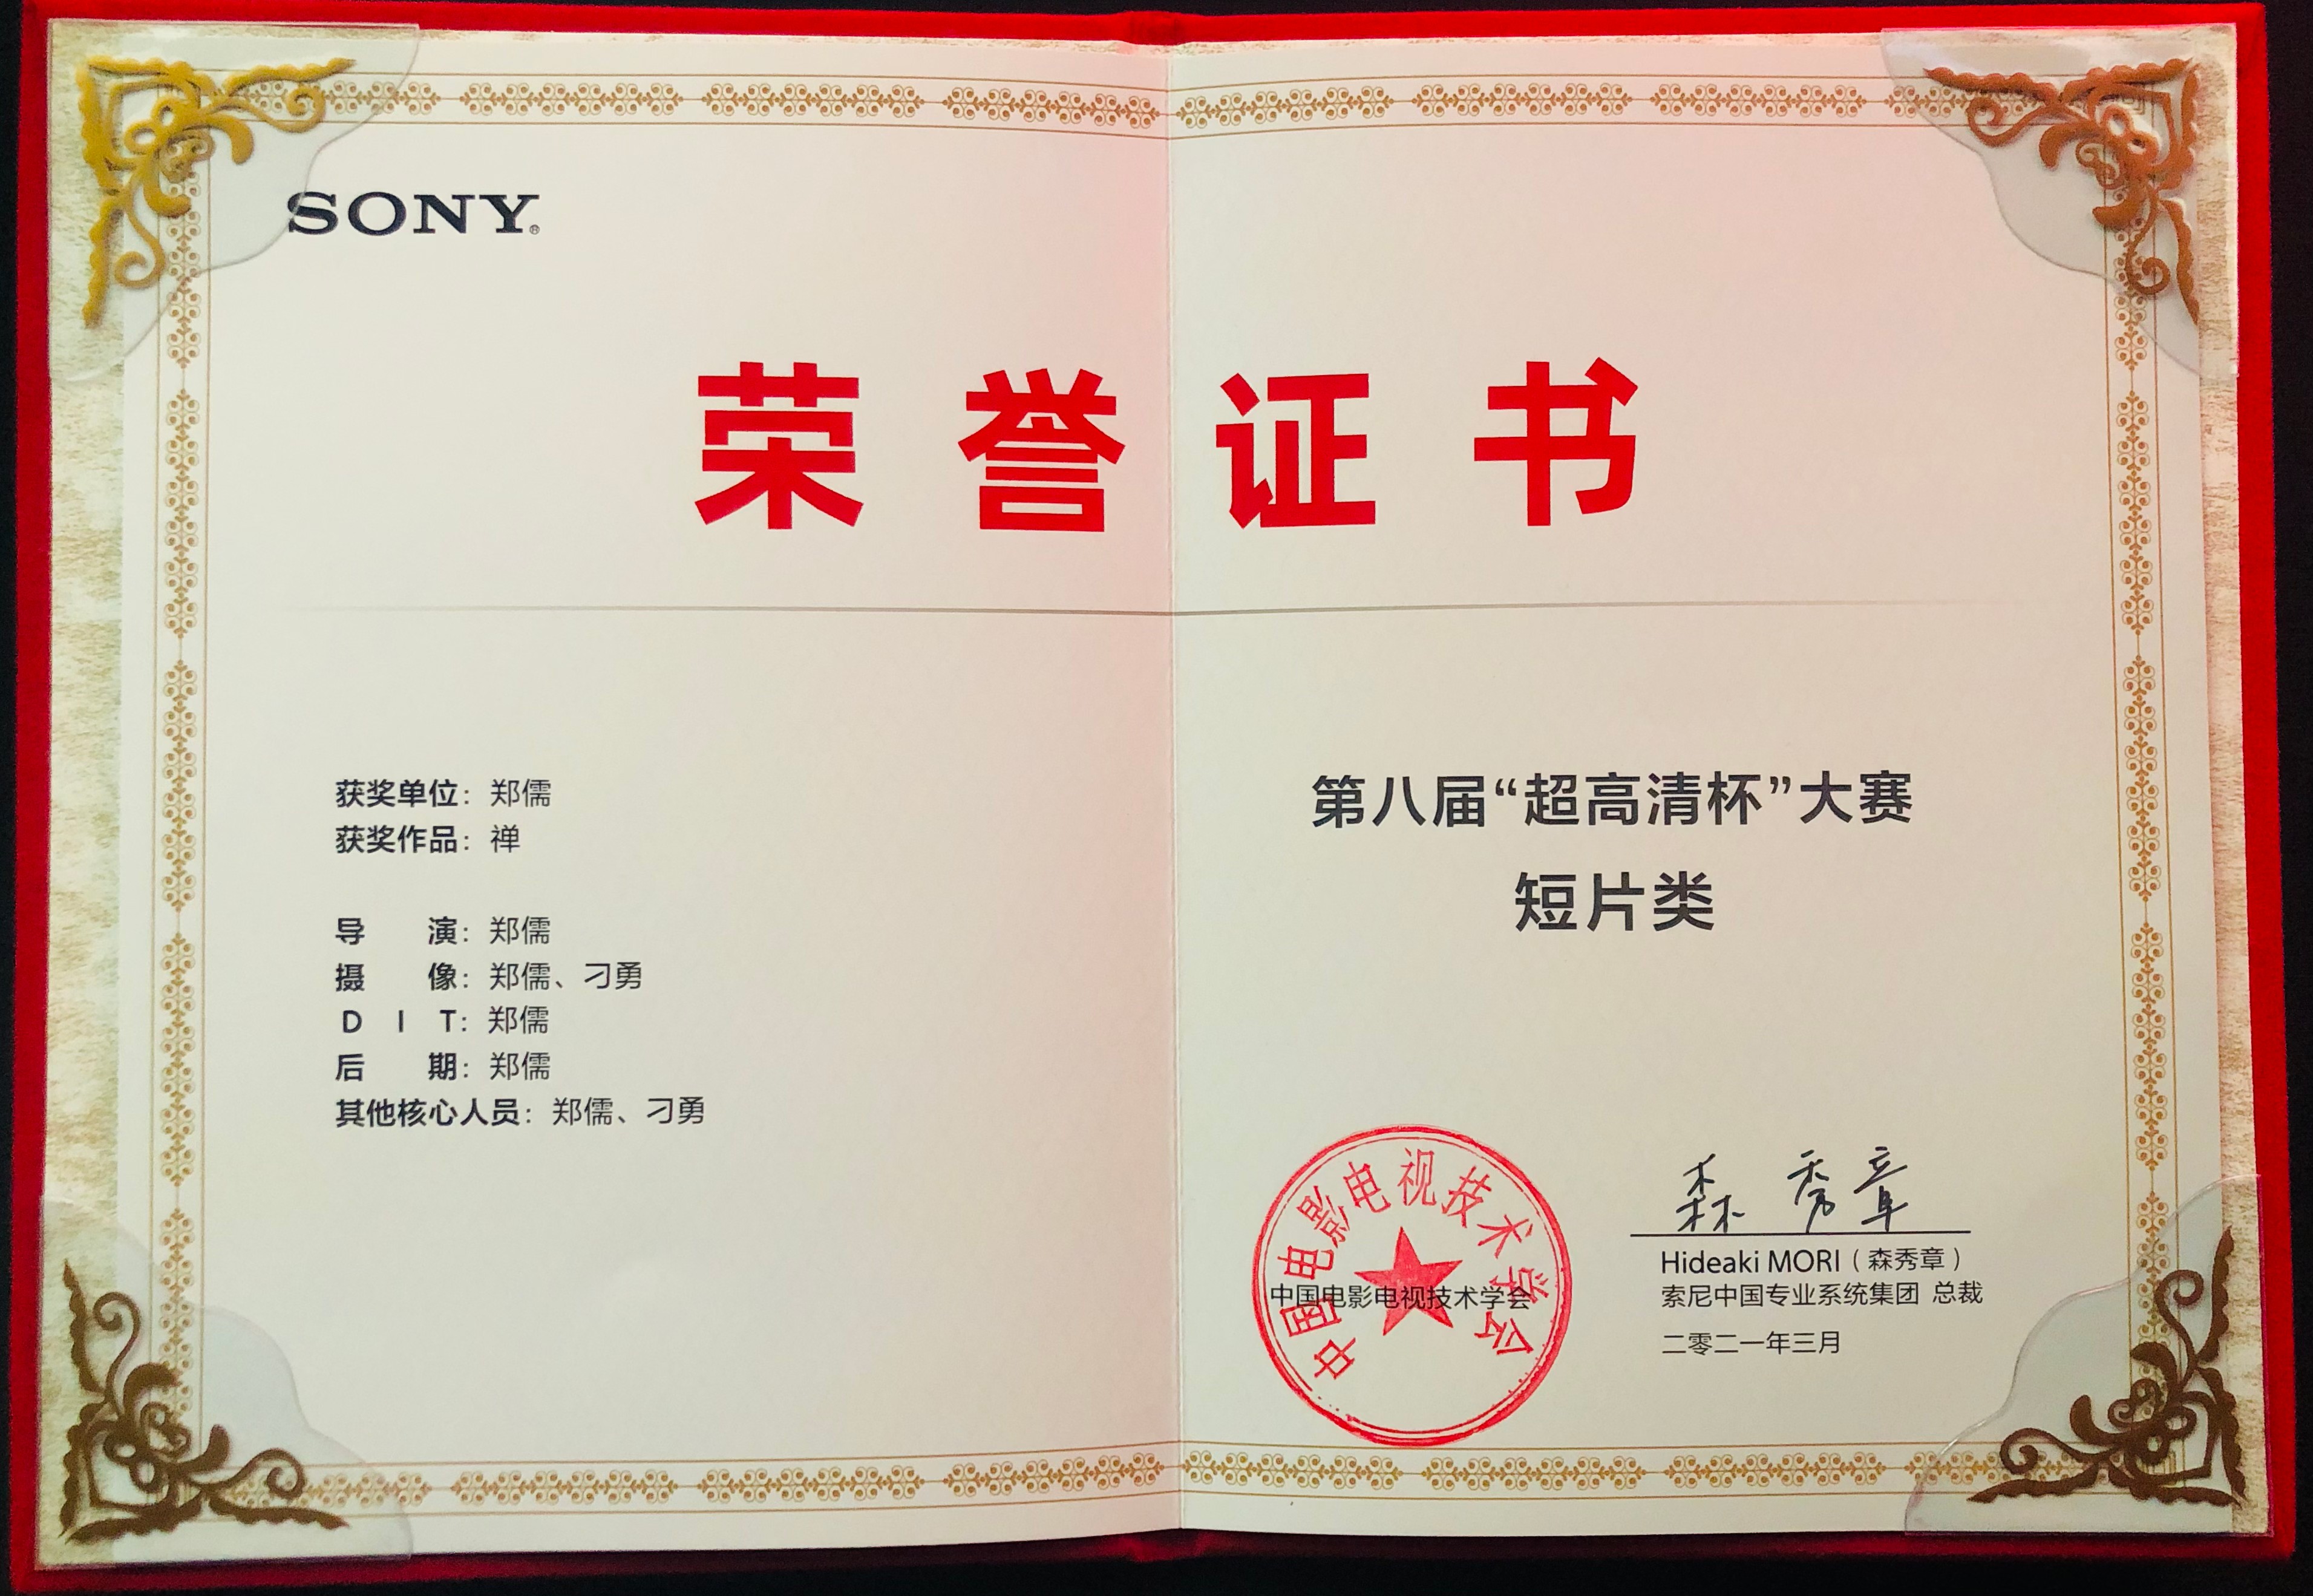 SONY®
荣誉证书
获奖单位：郑儒
获奖作品：禅
导 演：郑儒
摄 像：郑儒、刁勇
D I T：郑儒
后 期：郑儒
其他核心人员：郑儒、刁勇
第八届“超高清杯”大赛
短片类
中国电影电视技术学会
中国电影电视技术学会
森秀章
Hideaki MORI（森秀章）
索尼中国专业系统集团 总裁
二零二一年三月